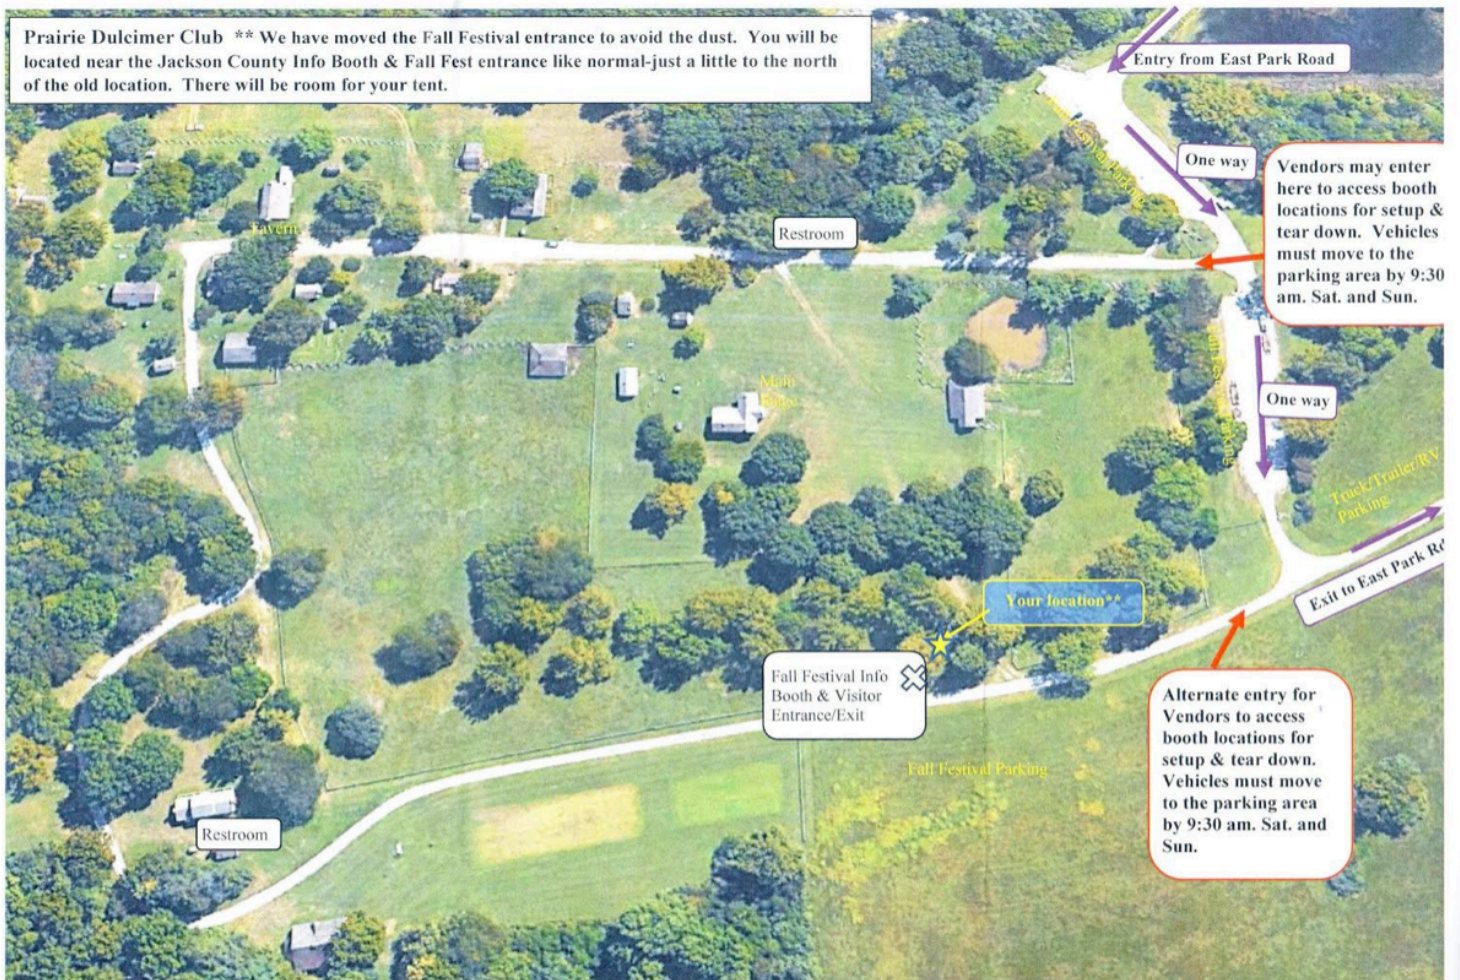 Prairie Dulcimer Club ** We have moved the Fall Festival entrance to avoid the dust. You will be
located near the Jackson County Info Booth & Fall Fest entrance like normal-just a little to the north
of the old location. There will be room for your tent.
Entry from East Park Road
One way
Vendors may enter
here to access booth
locations for setup &
tear down. Vehicles
must move to the
parking area by 9:30
am. Sat. and Sun.
Restroom
Tavern
One way
Main
Parking
Truck/Trailer/RV
Parking
Exit to East Park Rd
Your location**
Fall Festival Info
Booth & Visitor
Entrance/Exit
Fall Festival Parking
Alternate entry for
Vendors to access
booth locations for
setup & tear down.
Vehicles must move
to the parking area
by 9:30 am. Sat. and
Sun.
Restroom